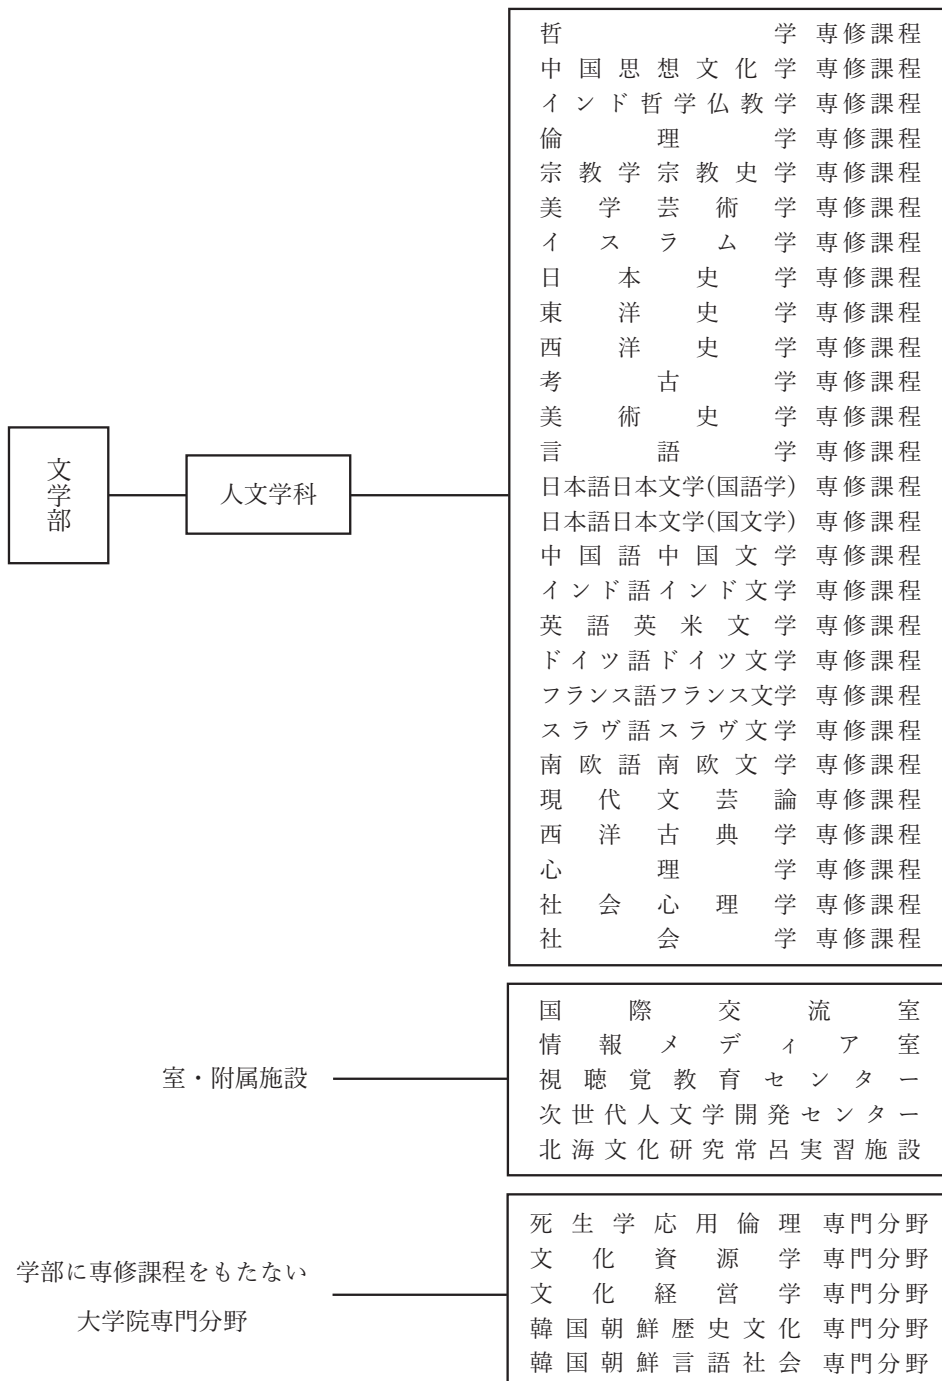 文学部
人文学科
哲学 専修課程
中国思想文化学 専修課程
インド哲学仏教学 専修課程
倫理学 専修課程
宗教学宗教史学 専修課程
美学芸術学 専修課程
イスラム学 専修課程
日本史学 専修課程
東洋史学 専修課程
西洋史学 専修課程
考古学 専修課程
美術史学 専修課程
言語学 専修課程
日本語日本文学(国語学) 専修課程
日本語日本文学(国文学) 専修課程
中国語中国文学 専修課程
インド語インド文学 専修課程
英語英米文学 専修課程
ドイツ語ドイツ文学 専修課程
フランス語フランス文学 専修課程
スラヴ語スラヴ文学 専修課程
南欧語南欧文学 専修課程
現代文芸論 専修課程
西洋古典学 専修課程
心理学 専修課程
社会心理学 専修課程
社会学 専修課程
室・附属施設
国際交流室
情報メディア室
視聴覚教育センター
次世代人文学開発センター
北海文化研究常呂実習施設
学部に専修課程をもたない
大学院専門分野
死生学応用倫理 専門分野
文化資源学 専門分野
文化経営学 専門分野
韓国朝鮮歴史文化 専門分野
韓国朝鮮言語社会 専門分野